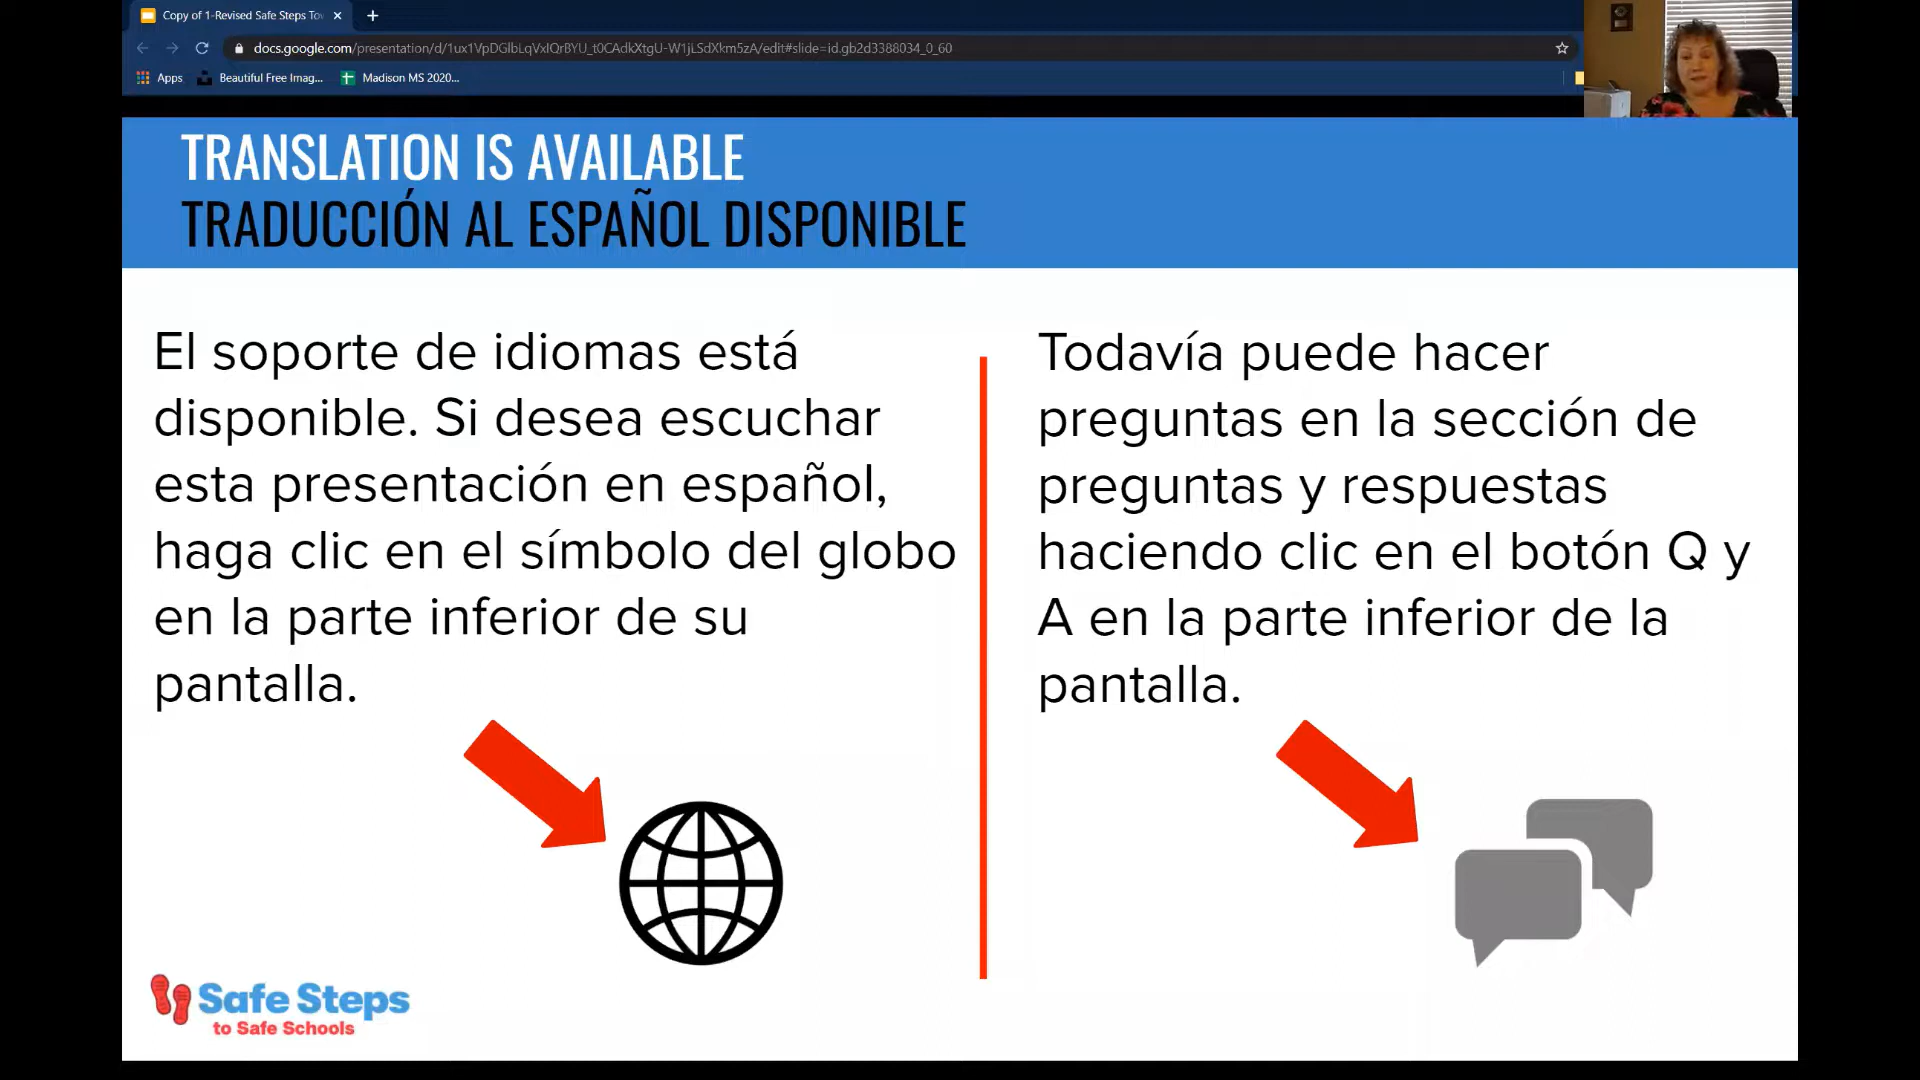 Copy of 1-Revised Safe Steps To
docs.google.com/presentation/d/1ux1VpDGlbLqVxIQrBYU_t0CAdkXtgU-W1jLSdXkm5zA/edit#slide=id.gb2d3388034_0_60
Apps Beautiful Free Imag... Madison MS 2020...
TRANSLATION IS AVAILABLE
TRADUCCIÓN AL ESPAÑOL DISPONIBLE
El soporte de idiomas está
disponible. Si desea escuchar
esta presentación en español,
haga clic en el símbolo del globo
en la parte inferior de su
pantalla.
Todavía puede hacer
preguntas en la sección de
preguntas y respuestas
haciendo clic en el botón Q y
A en la parte inferior de la
pantalla.
Safe Steps
to Safe Schools